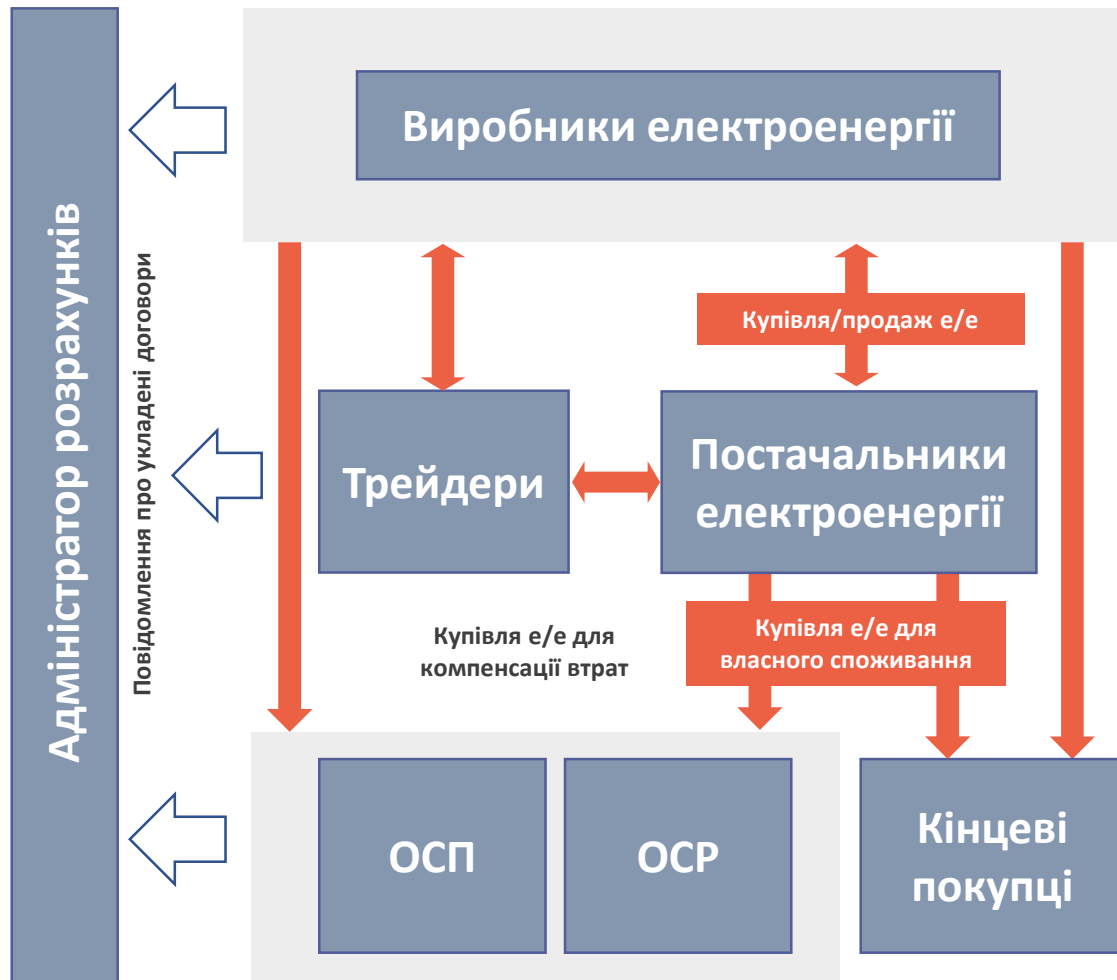 Адміністратор розрахунків
Повідомлення про укладені договори
Виробники електроенергії
Купівля/продаж е/е
Трейдери
Постачальники
електроенергії
Купівля е/е для
компенсації втрат
Купівля е/е для
власного споживання
ОСП
ОСР
Кінцеві
покупці